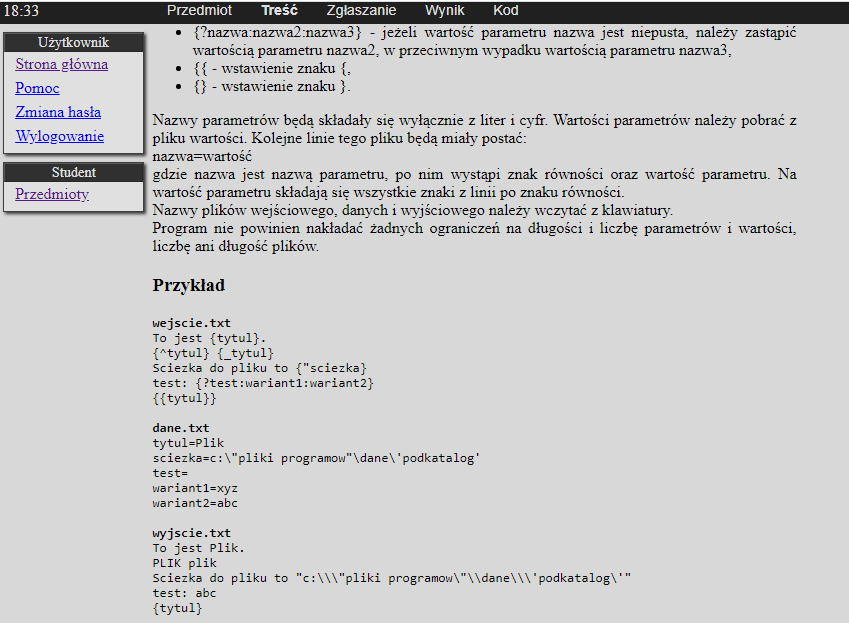 18:33
Przedmiot Treść Zgłaszanie Wynik Kod
Użytkownik
Strona główna
Pomoc
Zmiana hasła
Wylogowanie
Student
Przedmioty
• {?nazwa:nazwa2:nazwa3} - jeżeli wartość parametru nazwa jest niepusta, należy zastąpić
wartością parametru nazwa2, w przeciwnym wypadku wartością parametru nazwa3,
• {{ - wstawienie znaku {,
• {} - wstawienie znaku }.
Nazwy parametrów będą składały się wyłącznie z liter i cyfr. Wartości parametrów należy pobrać z
pliku wartości. Kolejne linie tego pliku będą miały postać:
nazwa=wartość
gdzie nazwa jest nazwą parametru, po nim wystąpi znak równości oraz wartość parametru. Na
wartość parametru składają się wszystkie znaki z linii po znaku równości.
Nazwy plików wejściowego, danych i wyjściowego należy wczytać z klawiatury.
Program nie powinien nakładać żadnych ograniczeń na długości i liczbę parametrów i wartości,
liczbę ani długość plików.
Przykład
wejscie.txt
To jest {tytul}.
{^tytul} {_tytul}
Sciezka do pliku to {"sciezka}
test: {?test:wariant1:wariant2}
{{tytul}}
dane.txt
tytul=Plik
sciezka=c:\"pliki programow"\dane\'podkatalog'
test=
wariant1=xyz
wariant2=abc
wyjscie.txt
To jest Plik.
PLIK plik
Sciezka do pliku to "c:\\\"pliki programow\"\\dane\\\'podkatalog\'"
test: abc
{tytul}